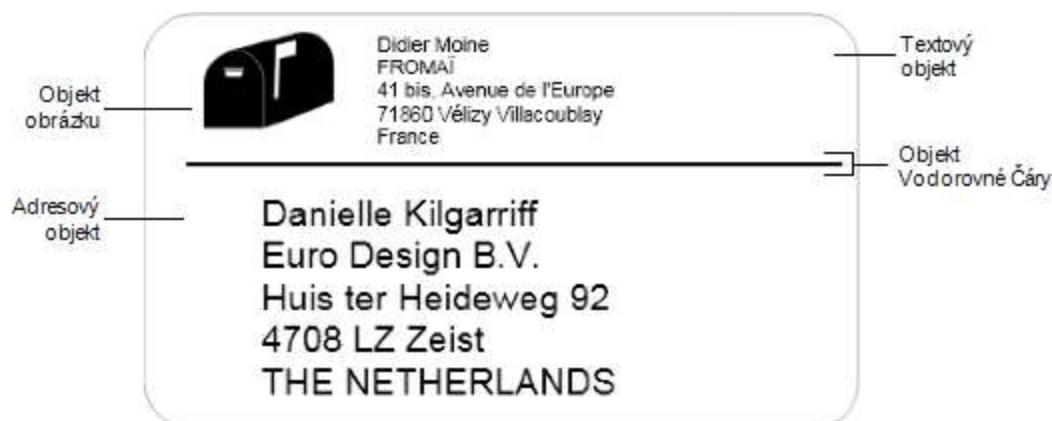 Didier Moine
FROMAÏ
41 bis, Avenue de l'Europe
71860 Vélizy Villacoublay
France
Textový
objekt
Objekt
obrázku
Objekt
Vodorovné Čáry
Adresový
objekt
Danielle Kilgarriff
Euro Design B.V.
Huis ter Heideweg 92
4708 LZ Zeist
THE NETHERLANDS